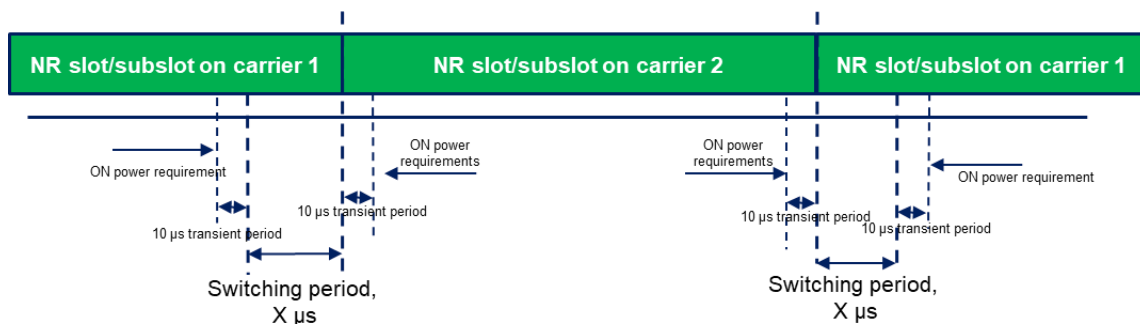 NR slot/subslot on carrier 1
NR slot/subslot on carrier 2
NR slot/subslot on carrier 1
ON power requirement
10 µs transient period
Switching period,
X µs
ON power
requirements
10 µs transient period
ON power
requirements
10 µs transient period
Switching period,
X µs
ON power requirement
10 µs transient period